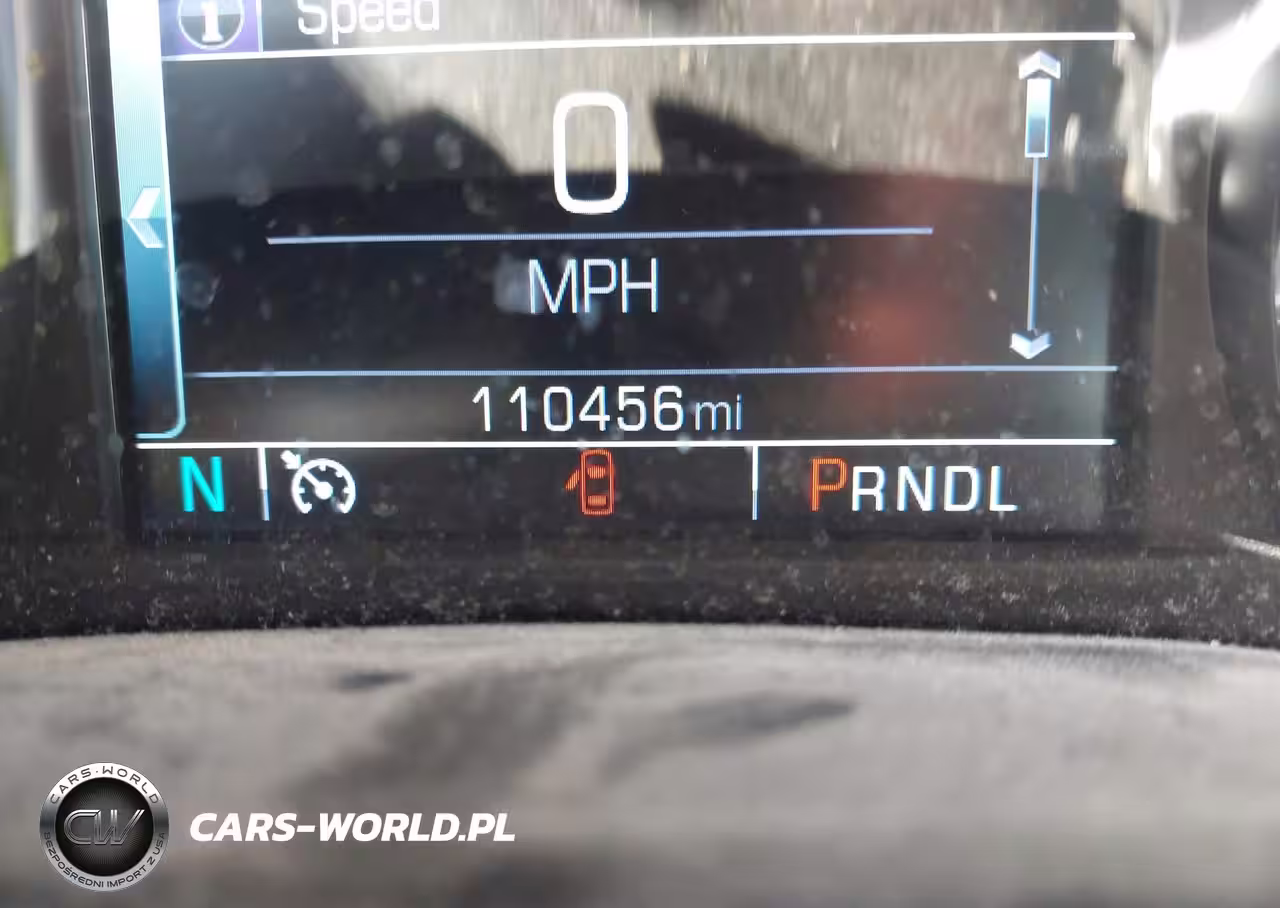 i Speed
0
MPH
110456 mi
N PRNDL
CARS-WORLD
CW
BEZPOŚREDNI IMPORT Z USA
CARS-WORLD.PL